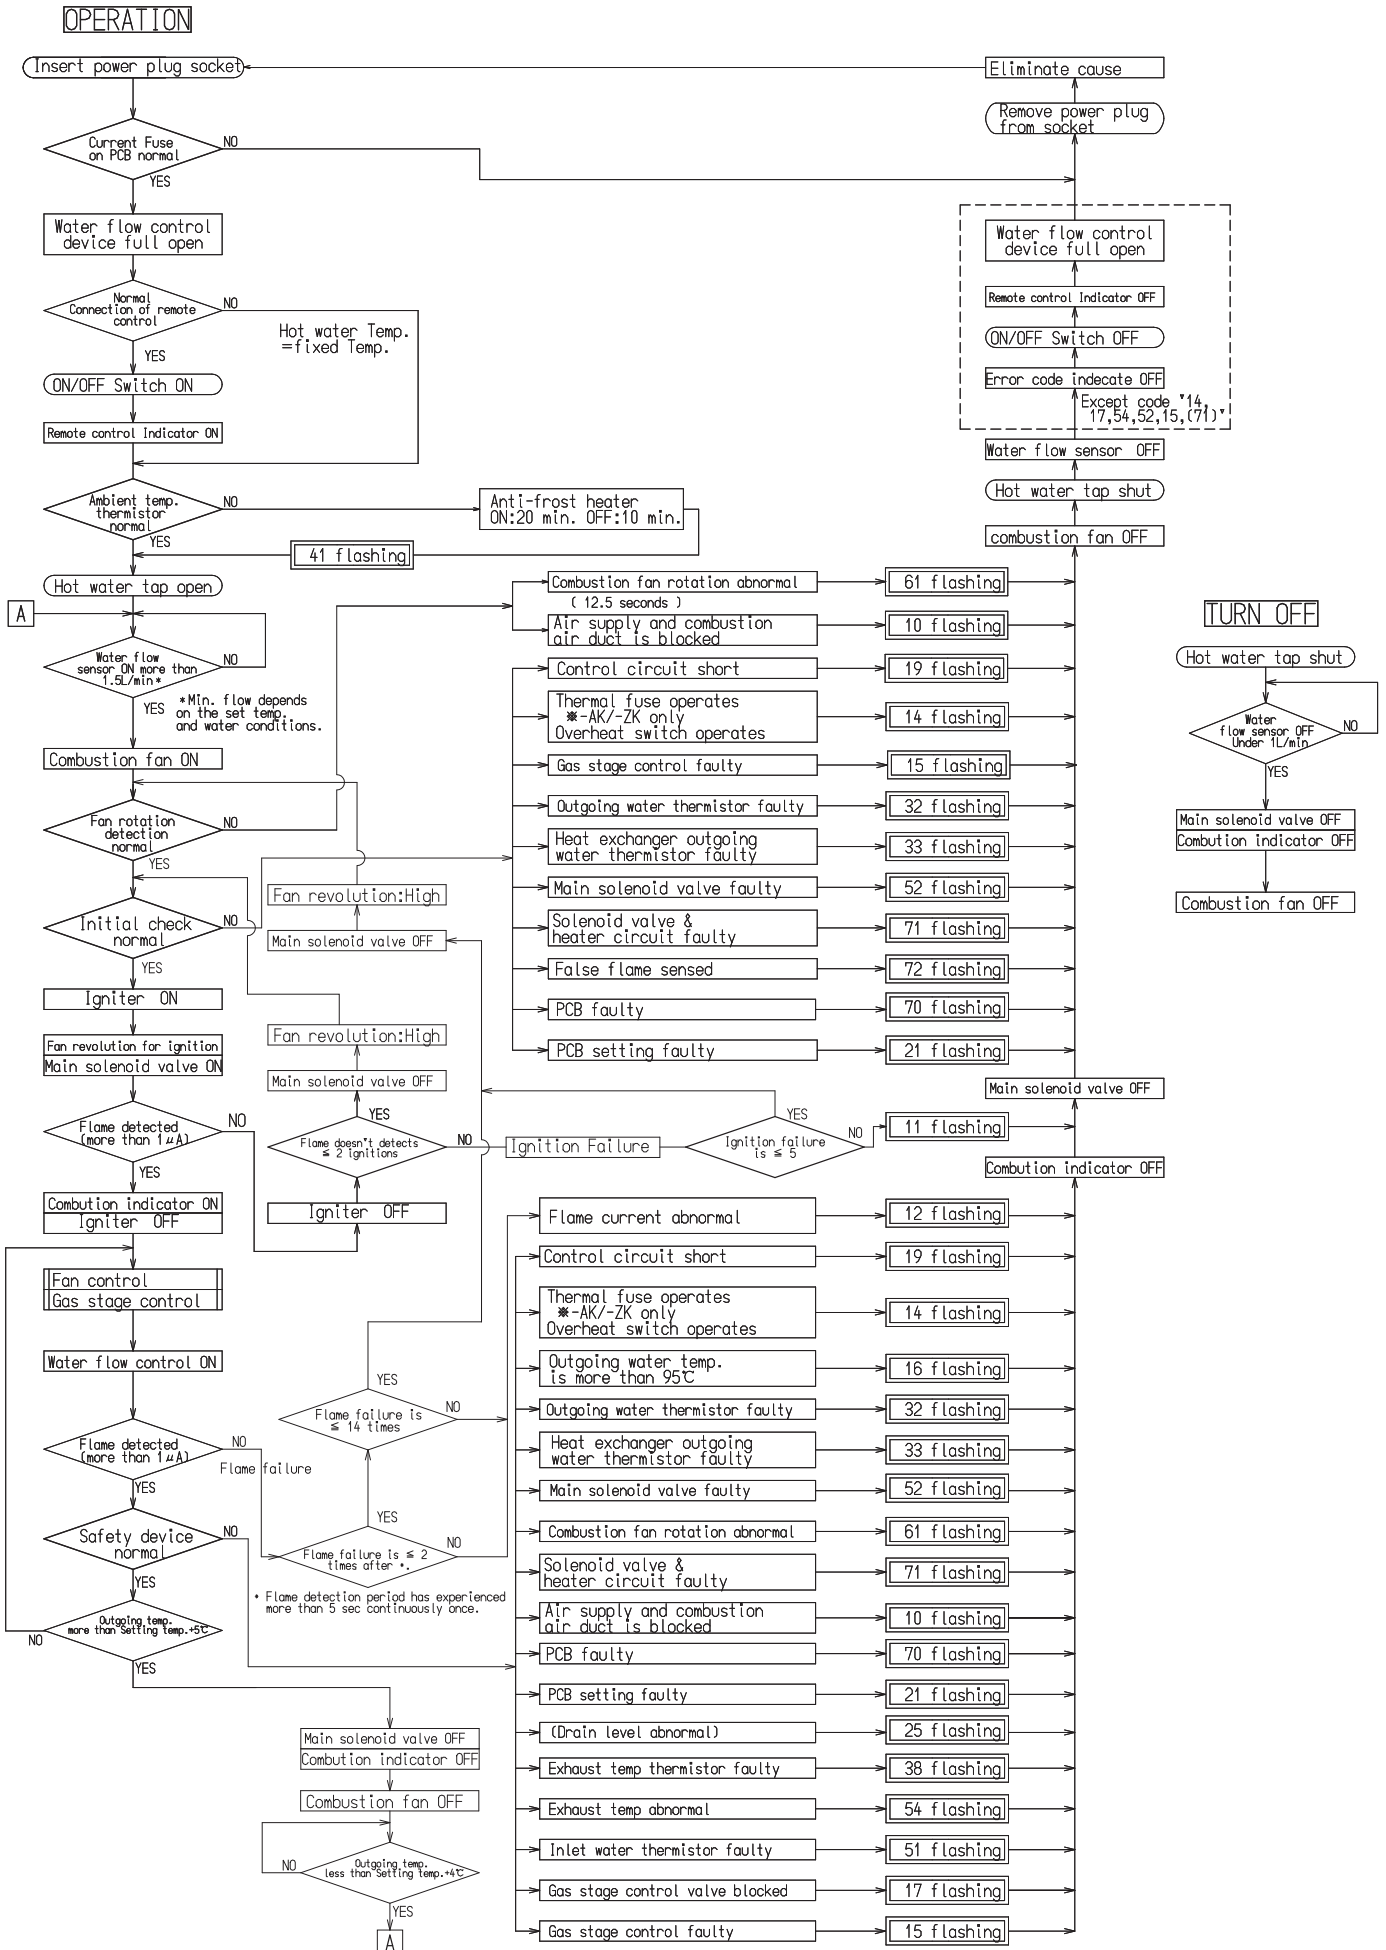 OPERATION
Insert power plug socket
Current Fuse
on PCB normal
NO
YES
Water flow control
device full open
Normal
Connection of remote
control
NO
Hot water Temp.
=fixed Temp.
YES
ON/OFF Switch ON
Remote control Indicator ON
Ambient temp.
thermistor
normal
NO
Anti-frost heater
ON:20 min. OFF:10 min.
YES
41 flashing
Hot water tap open
A
Water flow
sensor ON more than
1.5L/min*
NO
YES
*Min. flow depends
on the set temp.
and water conditions.
Combustion fan ON
Fan rotation
detection
normal
NO
YES
Initial check
normal
NO
YES
Fan revolution:High
Main solenoid valve OFF
Igniter ON
Fan revolution for ignition
Main solenoid valve ON
Fan revolution:High
Main solenoid valve OFF
Flame detected
(more than 1μA)
NO
YES
YES
Flame doesn't detects
≦ 2 ignitions
NO
Ignition Failure
YES
Ignition failure
is ≦ 5
NO
11 flashing
Combution indicator ON
Igniter OFF
Igniter OFF
Fan control
Gas stage control
Water flow control ON
Flame detected
(more than 1μA)
NO
Flame failure
YES
YES
Flame failure is
≦ 14 times
NO
YES
Flame failure is ≦ 2
times after *.
NO
* Flame detection period has experienced
more than 5 sec continuously once.
Safety device
normal
NO
YES
Outgoing temp.
more than Setting temp.+5℃
NO
YES
Main solenoid valve OFF
Combution indicator OFF
Combustion fan OFF
Outgoing temp.
less than Setting temp.+4℃
NO
YES
A
Combustion fan rotation abnormal
61 flashing
( 12.5 seconds )
Air supply and combustion
air duct is blocked
10 flashing
Control circuit short
19 flashing
Thermal fuse operates
※-AK/-ZK only
Overheat switch operates
14 flashing
Gas stage control faulty
15 flashing
Outgoing water thermistor faulty
32 flashing
Heat exchanger outgoing
water thermistor faulty
33 flashing
Main solenoid valve faulty
52 flashing
Solenoid valve &
heater circuit faulty
71 flashing
False flame sensed
72 flashing
PCB faulty
70 flashing
PCB setting faulty
21 flashing
Flame current abnormal
12 flashing
Control circuit short
19 flashing
Thermal fuse operates
※-AK/-ZK only
Overheat switch operates
14 flashing
Outgoing water temp.
is more than 95℃
16 flashing
Outgoing water thermistor faulty
32 flashing
Heat exchanger outgoing
water thermistor faulty
33 flashing
Main solenoid valve faulty
52 flashing
Combustion fan rotation abnormal
61 flashing
Solenoid valve &
heater circuit faulty
71 flashing
Air supply and combustion
air duct is blocked
10 flashing
PCB faulty
70 flashing
PCB setting faulty
21 flashing
(Drain level abnormal)
25 flashing
Exhaust temp thermistor faulty
38 flashing
Exhaust temp abnormal
54 flashing
Inlet water thermistor faulty
51 flashing
Gas stage control valve blocked
17 flashing
Gas stage control faulty
15 flashing
Eliminate cause
Remove power plug
from socket
Water flow control
device full open
Remote control Indicator OFF
ON/OFF Switch OFF
Error code indecate OFF
Except code "14,
17,54,52,15,(71)"
Water flow sensor OFF
Hot water tap shut
combustion fan OFF
Main solenoid valve OFF
Combution indicator OFF
TURN OFF
Hot water tap shut
Water
flow sensor OFF
Under 1L/min
NO
YES
Main solenoid valve OFF
Combution indicator OFF
Combustion fan OFF